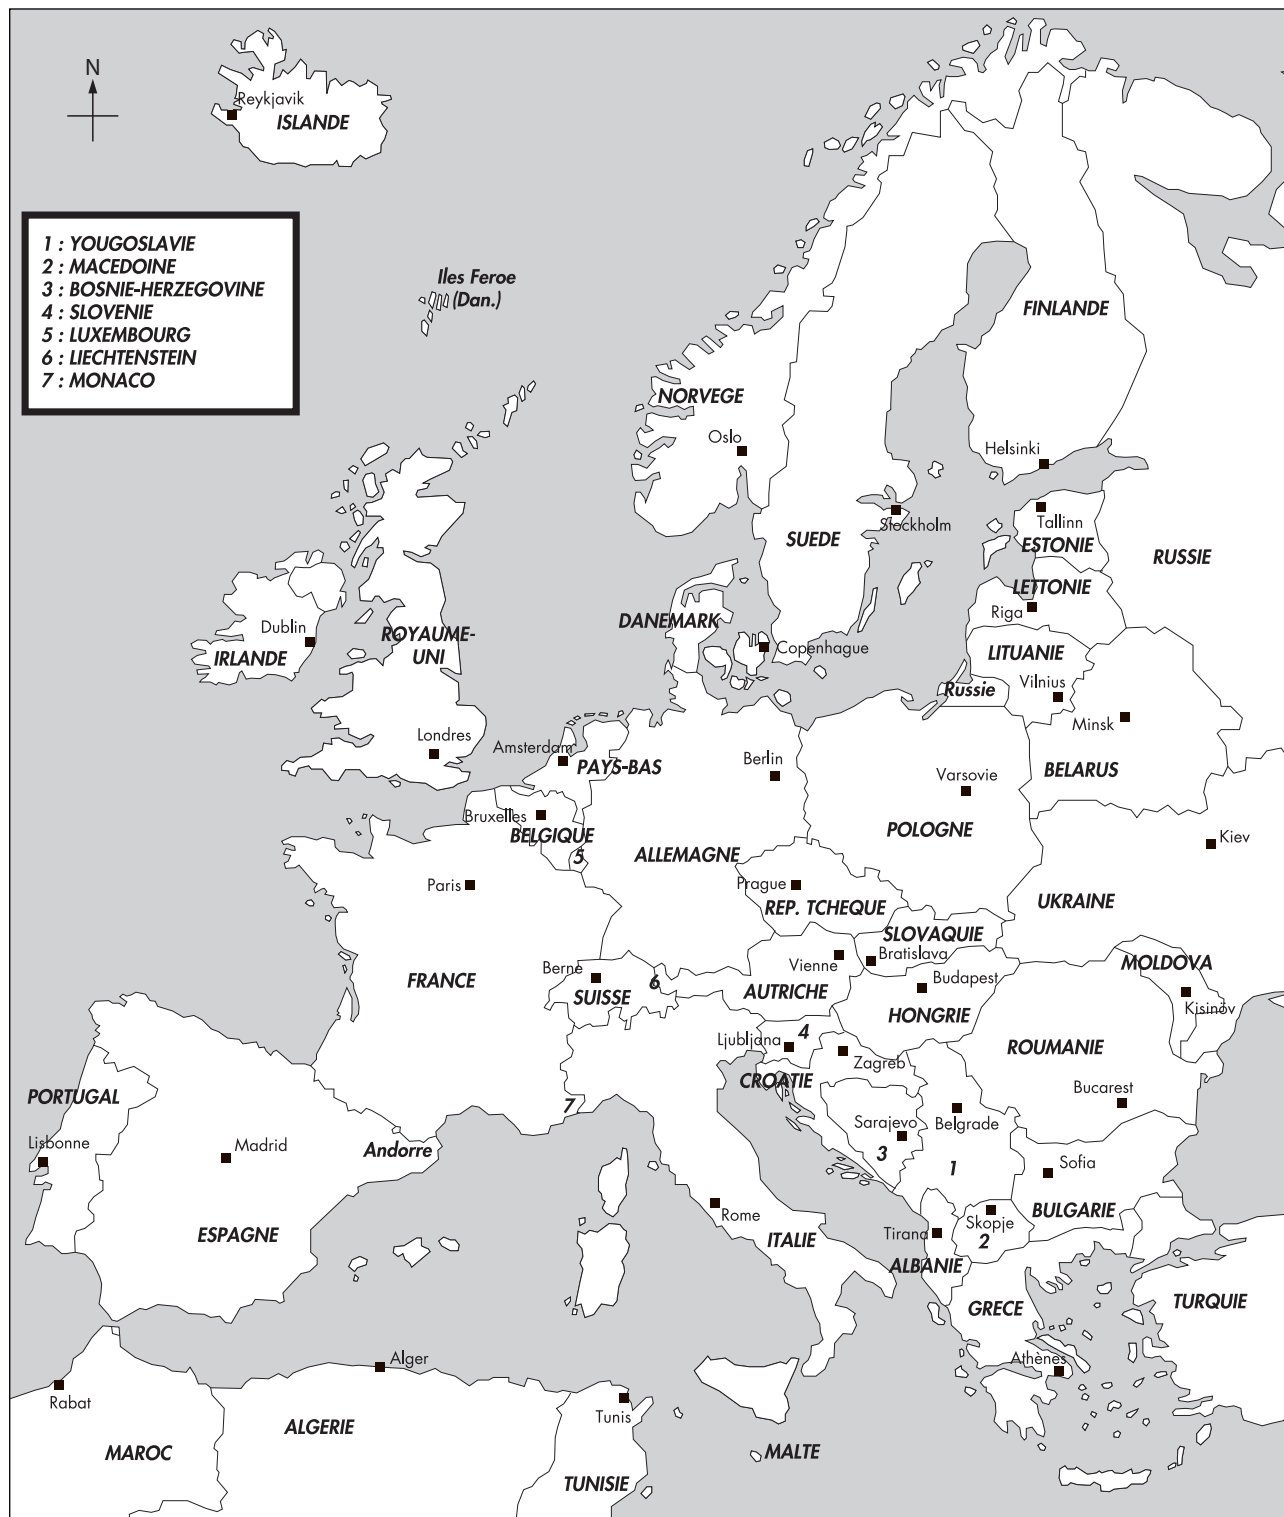 N
Reykjavik
ISLANDE
1 : YOUGOSLAVIE
2 : MACEDOINE
3 : BOSNIE-HERZEGOVINE
4 : SLOVENIE
5 : LUXEMBOURG
6 : LIECHTENSTEIN
7 : MONACO
Iles Feroe
(Dan.)
FINLANDE
NORVEGE
Oslo
Helsinki
Stockholm
SUEDE
Tallinn
ESTONIE
RUSSIE
LETTONIE
Riga
DANEMARK
Copenhague
Dublin
IRLANDE
ROYAUME-
UNI
LITUANIE
Russie
Vilnius
Minsk
BELARUS
Londres
Amsterdam
PAYS-BAS
Berlin
Varsovie
POLOGNE
Bruxelles
BELGIQUE
5
ALLEMAGNE
Kiev
UKRAINE
Paris
Prague
REP. TCHEQUE
SLOVAQUIE
Bratislava
Vienne
AUTRICHE
FRANCE
Berne
SUISSE
6
Budapest
HONGRIE
MOLDOVA
Kisinöv
ROUMANIE
Bucarest
4
Ljubljana
Zagreb
CROATIE
7
PORTUGAL
Lisbonne
Madrid
Andorre
ESPAGNE
Sarajevo
3
Belgrade
1
Sofia
BULGARIE
Rome
ITALIE
Tirana
ALBANIE
Skopje
2
GRECE
TURQUIE
Athènes
Alger
Rabat
MAROC
ALGERIE
Tunis
TUNISIE
MALTE